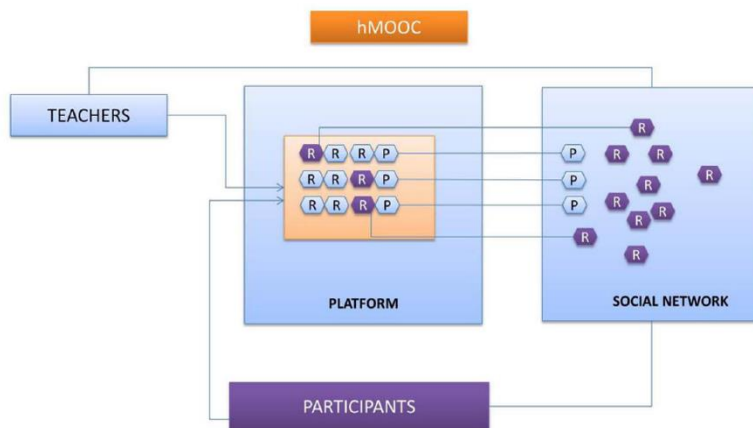 hMOOC
TEACHERS
R R R P
R R R P
R R R P
PLATFORM
R
P R R
R
P R
P R R
R
R
R
SOCIAL NETWORK
PARTICIPANTS